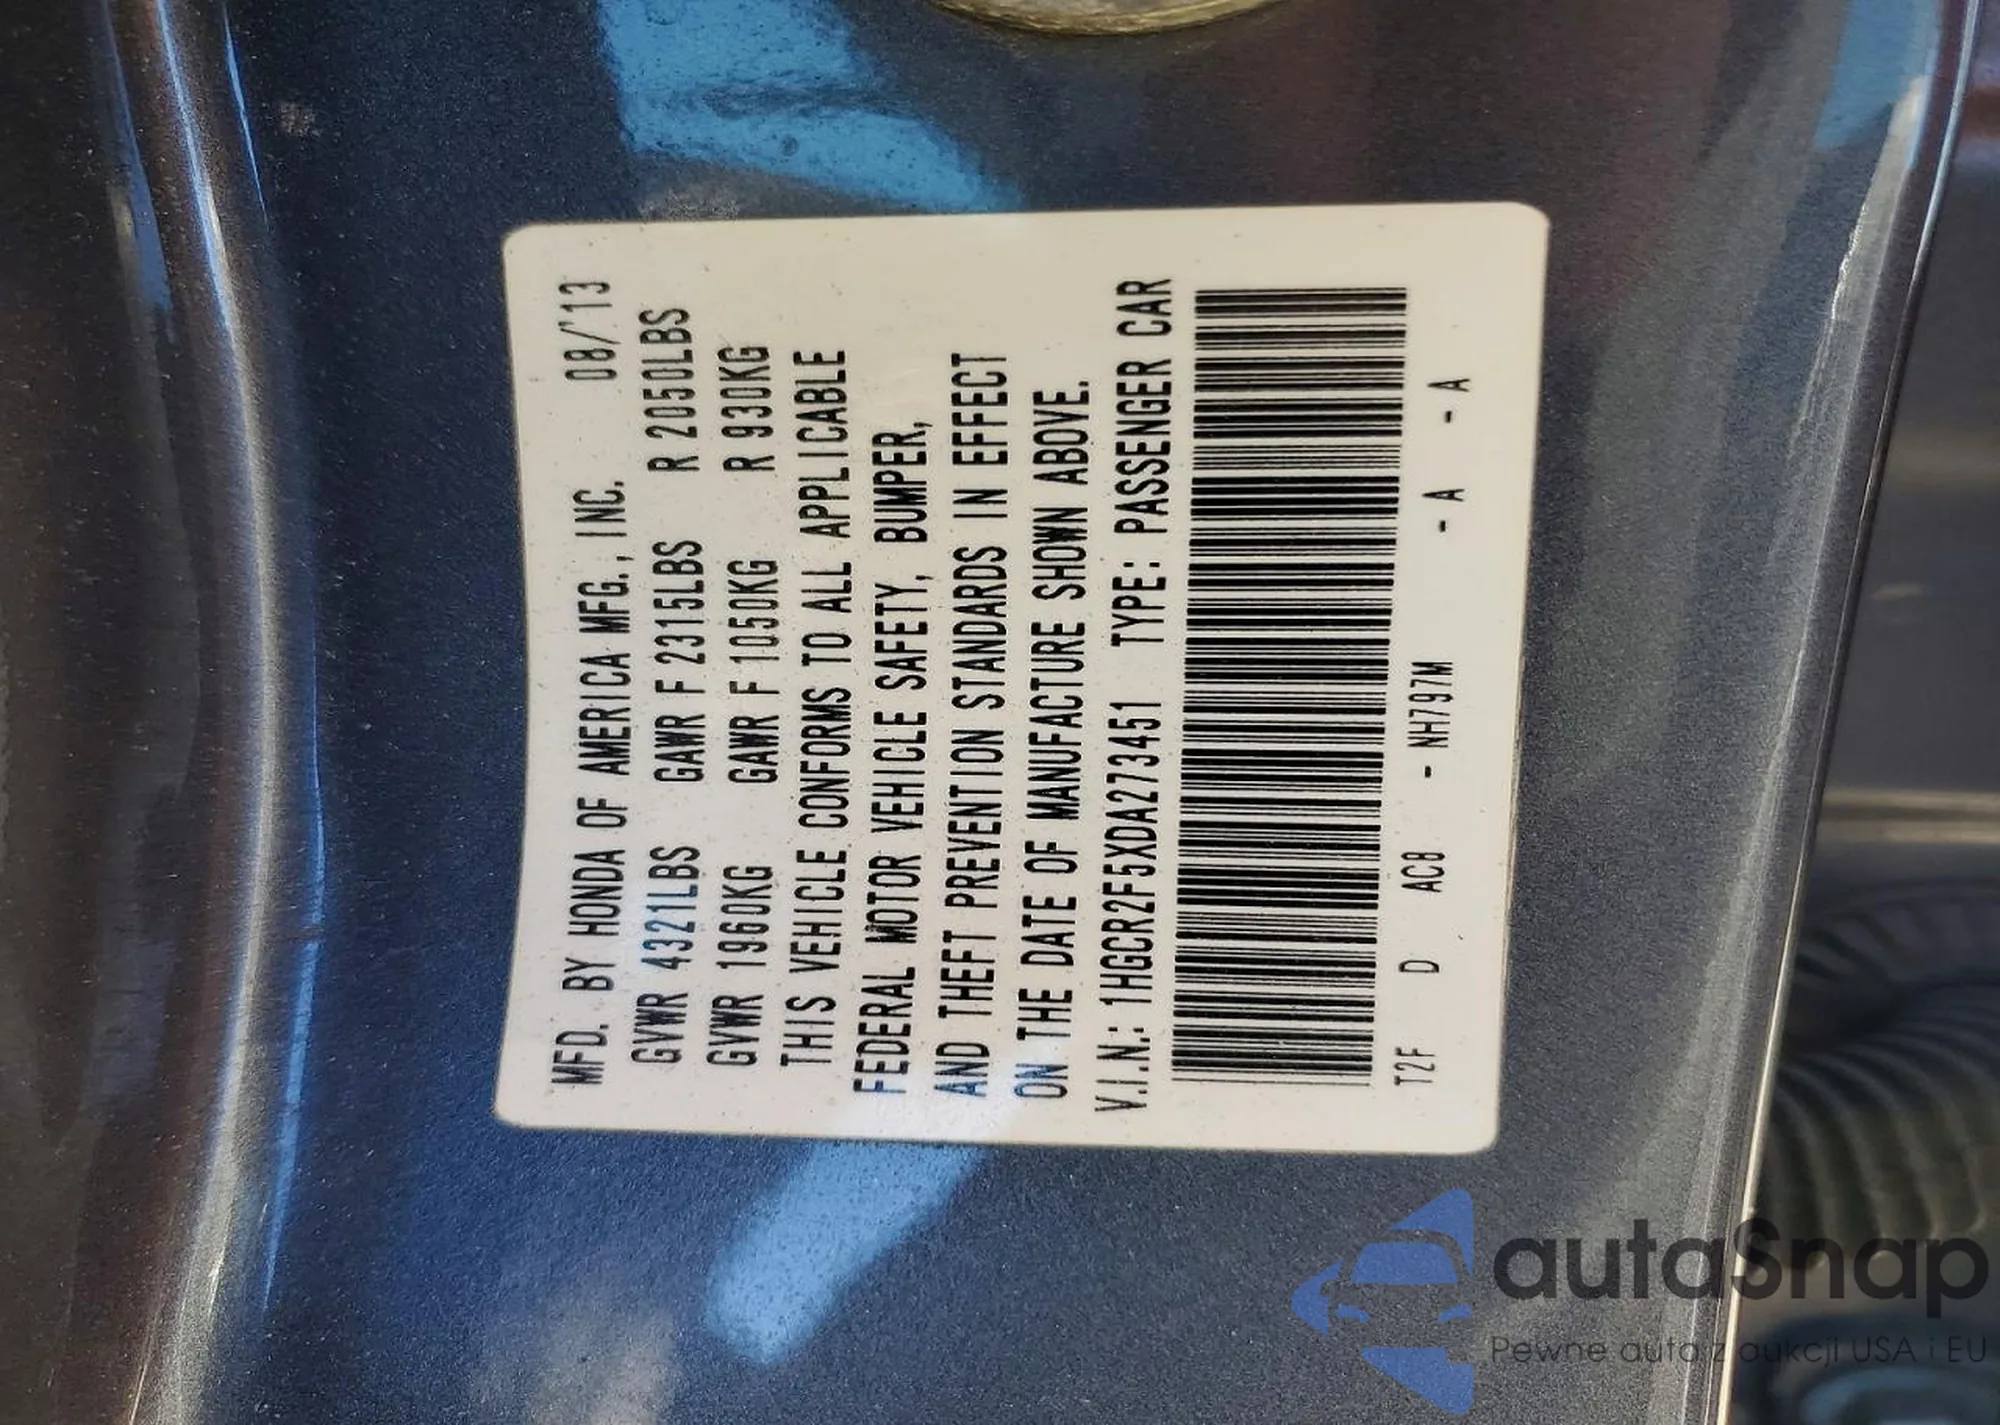 MFD. BY HONDA OF AMERICA MFG., INC. 08/'13
GVWR 4321LBS GAWR F 2315LBS R 2050LBS
GVWR 1960KG GAWR F 1050KG R 930KG
THIS VEHICLE CONFORMS TO ALL APPLICABLE
FEDERAL MOTOR VEHICLE SAFETY, BUMPER,
AND THEFT PREVENTION STANDARDS IN EFFECT
ON THE DATE OF MANUFACTURE SHOWN ABOVE.
V.I.N.: 1HGCR2F5XDA273451 TYPE: PASSENGER CAR
T2F D AC8 - NH797M - A - A
autaSnap
Pewne auta z aukcji USA i EU